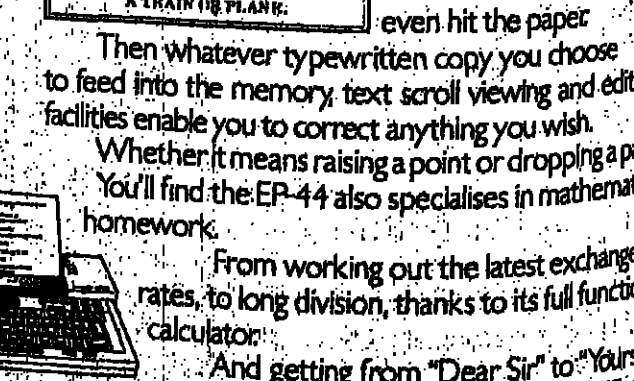 A TRAIN OR PLANE.
even hit the paper.
Then whatever typewritten copy you choose
to feed into the memory, text scroll viewing and edit
facilities enable you to correct anything you wish.
Whether it means raising a point or dropping a pa
You'll find the EP-44 also specialises in mathemat
homework.
From working out the latest exchange
rates, to long division, thanks to its full functio
calculator.
And getting from "Dear Sir" to "Yours